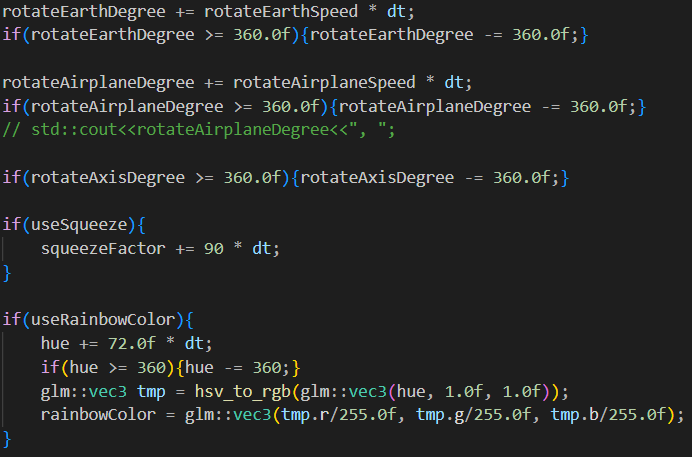 rotateEarthDegree += rotateEarthSpeed * dt;
if(rotateEarthDegree >= 360.0f){rotateEarthDegree -= 360.0f;}
rotateAirplaneDegree += rotateAirplaneSpeed * dt;
if(rotateAirplaneDegree >= 360.0f){rotateAirplaneDegree -= 360.0f;}
// std::cout<<rotateAirplaneDegree<<", ";
if(rotateAxisDegree >= 360.0f){rotateAxisDegree -= 360.0f;}
if(useSqueeze){
    squeezeFactor += 90 * dt;
}
if(useRainbowColor){
    hue += 72.0f * dt;
    if(hue >= 360){hue -= 360;}
    glm::vec3 tmp = hsv_to_rgb(glm::vec3(hue, 1.0f, 1.0f));
    rainbowColor = glm::vec3(tmp.r/255.0f, tmp.g/255.0f, tmp.b/255.0f);
}